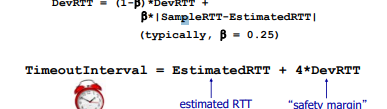 DevRTT = (1-β)*DevRTT +
β*|SampleRTT-EstimatedRTT|
(typically, β = 0.25)
TimeoutInterval = EstimatedRTT + 4*DevRTT
estimated RTT
“safety margin”